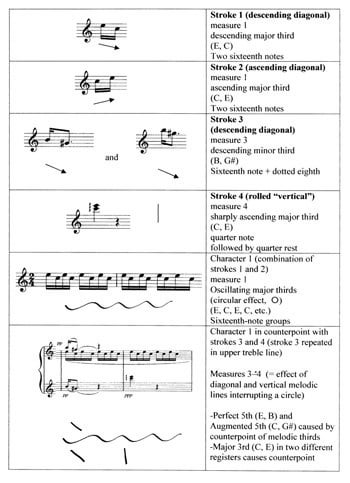 Stroke 1 (descending diagonal)
measure 1
descending major third
(E, C)
Two sixteenth notes
Stroke 2 (ascending diagonal)
measure 1
ascending major third
(C, E)
Two sixteenth notes
Stroke 3
(descending diagonal)
measure 3
descending minor third
(B, G#)
Sixteenth note + dotted eighth
and
Stroke 4 (rolled “vertical”)
measure 4
sharply ascending major third
(C, E)
quarter note
followed by quarter rest
Character 1 (combination of
strokes 1 and 2)
measure 1
Oscillating major thirds
(circular effect, O)
(E, C, E, C, etc.)
Sixteenth-note groups
2
4
Character 1 in counterpoint with
strokes 3 and 4 (stroke 3 repeated
in upper treble line)
Measures 3-4 (= effect of
diagonal and vertical melodic
lines interrupting a circle)
-Perfect 5th (E, B) and
Augmented 5th (C, G#) caused by
counterpoint of melodic thirds
-Major 3rd (C, E) in two different
registers causes counterpoint
pp
ppp
pp